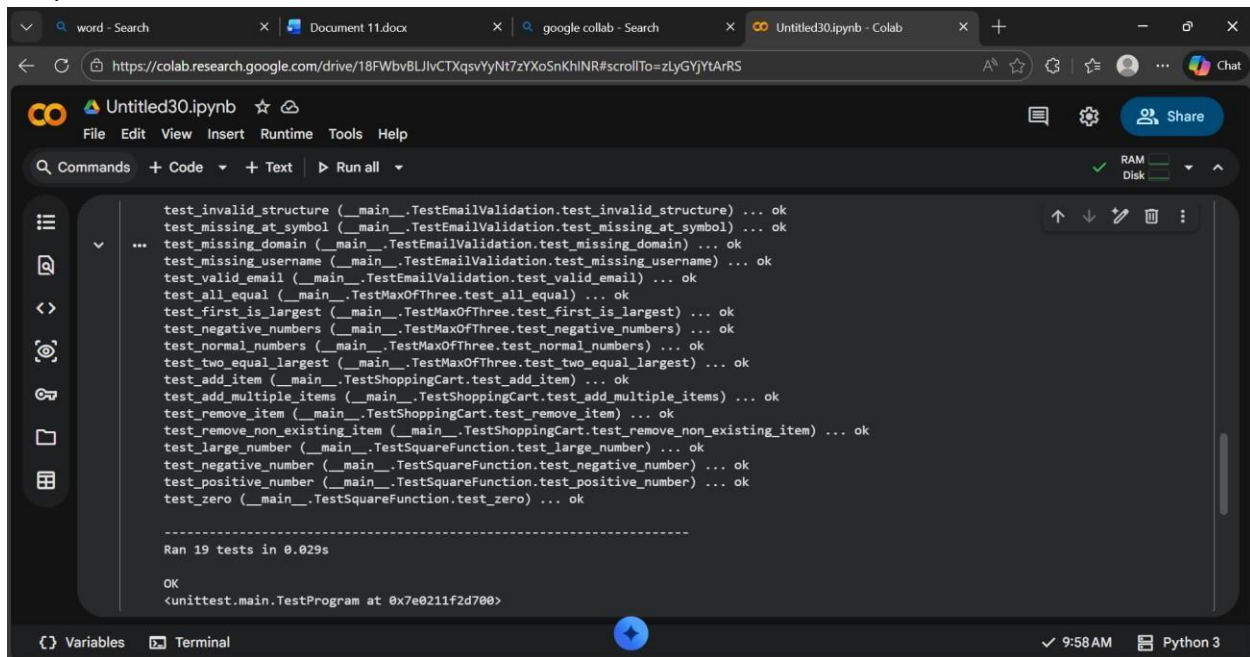 word - Search
Document 11.docx
google collab - Search
Untitled30.ipynb - Colab
https://colab.research.google.com/drive/18FWbvBLJIvCTXqsvYyNt7zYXoSnKhINR#scrollTo=zLyGYjYtArRS
Chat
CO
Untitled30.ipynb
File Edit View Insert Runtime Tools Help
Share
Commands + Code + Text Run all
RAM
Disk
test_invalid_structure (__main__.TestEmailValidation.test_invalid_structure) ... ok
test_missing_at_symbol (__main__.TestEmailValidation.test_missing_at_symbol) ... ok
test_missing_domain (__main__.TestEmailValidation.test_missing_domain) ... ok
test_missing_username (__main__.TestEmailValidation.test_missing_username) ... ok
test_valid_email (__main__.TestEmailValidation.test_valid_email) ... ok
test_all_equal (__main__.TestMaxOfThree.test_all_equal) ... ok
test_first_is_largest (__main__.TestMaxOfThree.test_first_is_largest) ... ok
test_negative_numbers (__main__.TestMaxOfThree.test_negative_numbers) ... ok
test_normal_numbers (__main__.TestMaxOfThree.test_normal_numbers) ... ok
test_two_equal_largest (__main__.TestMaxOfThree.test_two_equal_largest) ... ok
test_add_item (__main__.TestShoppingCart.test_add_item) ... ok
test_add_multiple_items (__main__.TestShoppingCart.test_add_multiple_items) ... ok
test_remove_item (__main__.TestShoppingCart.test_remove_item) ... ok
test_remove_non_existing_item (__main__.TestShoppingCart.test_remove_non_existing_item) ... ok
test_large_number (__main__.TestSquareFunction.test_large_number) ... ok
test_negative_number (__main__.TestSquareFunction.test_negative_number) ... ok
test_positive_number (__main__.TestSquareFunction.test_positive_number) ... ok
test_zero (__main__.TestSquareFunction.test_zero) ... ok
----------------------------------------------------------------------
Ran 19 tests in 0.029s
OK
<unittest.main.TestProgram at 0x7e0211f2d700>
{} Variables Terminal
9:58 AM Python 3